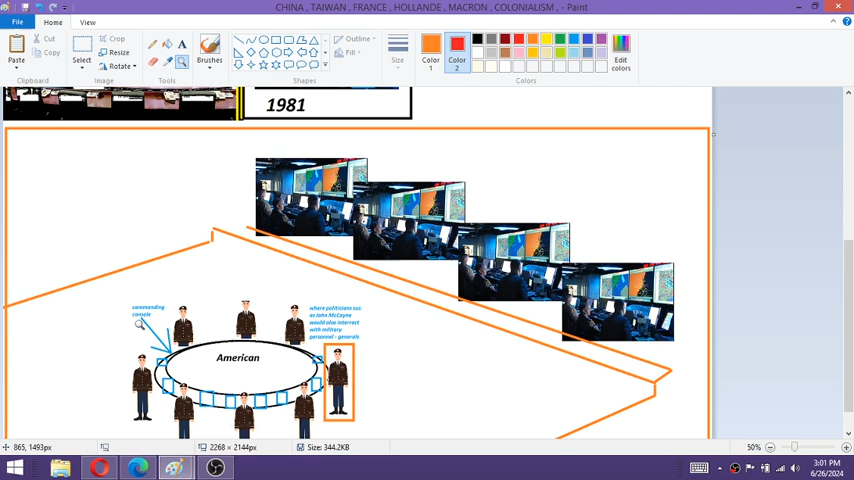 CHINA , TAIWAN , FRANCE , HOLLANDE , MACRON , COLONIALISM , - Paint
File
Home
View
Paste
Cut
Copy
Clipboard
Select
Crop
Resize
Rotate
Image
Tools
A
Brushes
Shapes
Outline
Fill
Size
Color
1
Color
2
Edit
colors
Colors
1981
commanding
console
where politicians suc
as John McCayne
would also interract
with military
personnel - generals
American
865, 1493px
2268 × 2144px
Size: 344.2KB
50%
3:01 PM
6/26/2024